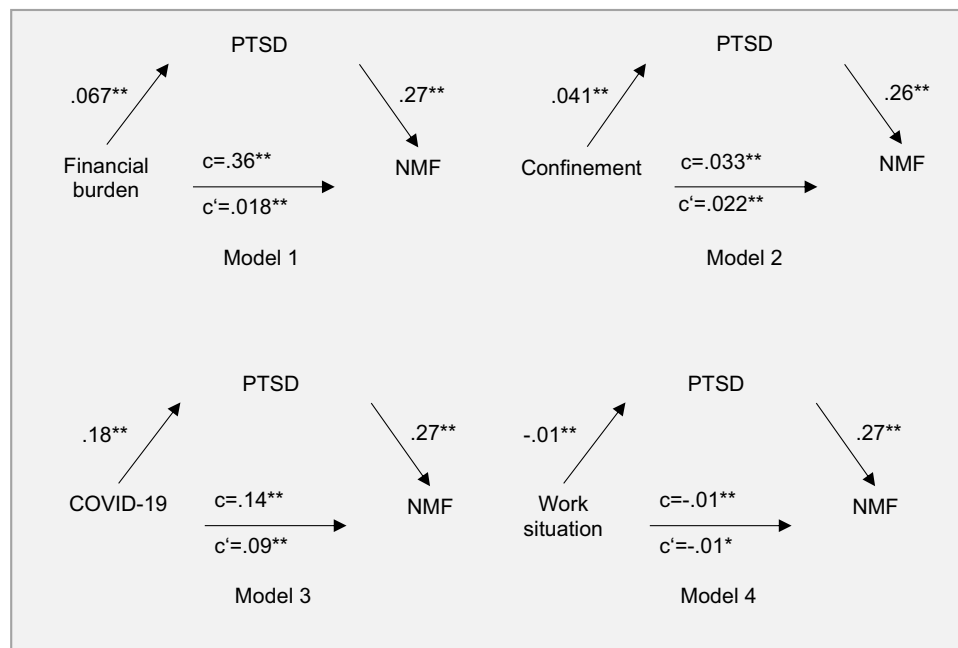 PTSD
.067**
.27**
Financial
burden
c=.36**
c‘=.018**
NMF
Model 1
PTSD
.041**
.26**
Confinement
c=.033**
c‘=.022**
NMF
Model 2
PTSD
.18**
.27**
COVID-19
c=.14**
c‘=.09**
NMF
Model 3
PTSD
-.01**
.27**
Work
situation
c=-.01**
c‘=-.01*
NMF
Model 4